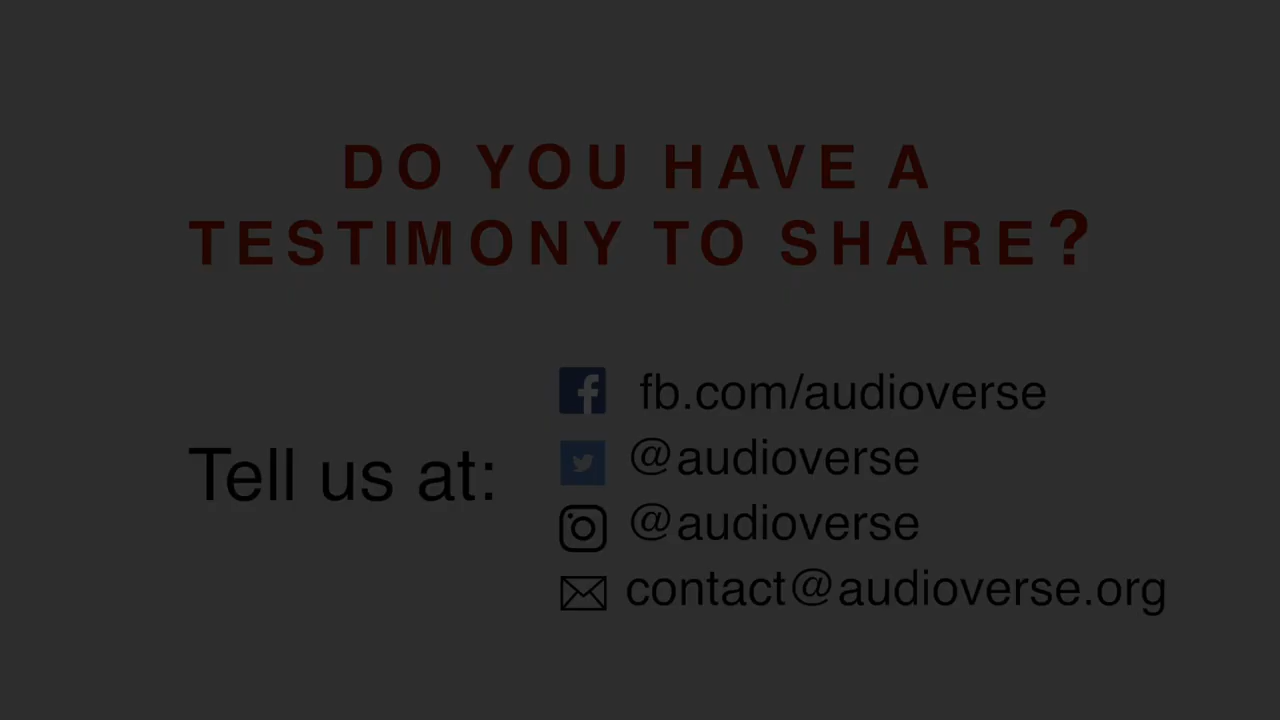 DO YOU HAVE A
TESTIMONY TO SHARE?
Tell us at:
fb.com/audioverse
@audioverse
@audioverse
contact@audioverse.org